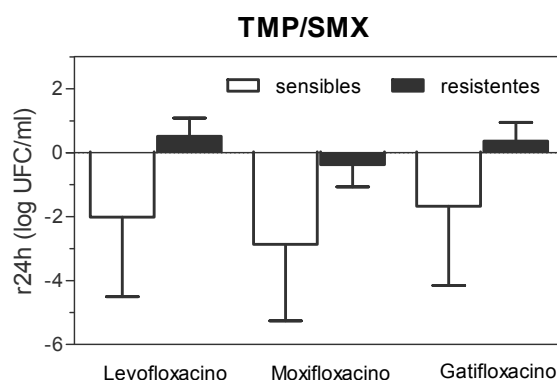 TMP/SMX
sensibles resistentes
r24h (log UFC/ml)
2
0
-2
-4
-6
Levofloxacino Moxifloxacino Gatifloxacino